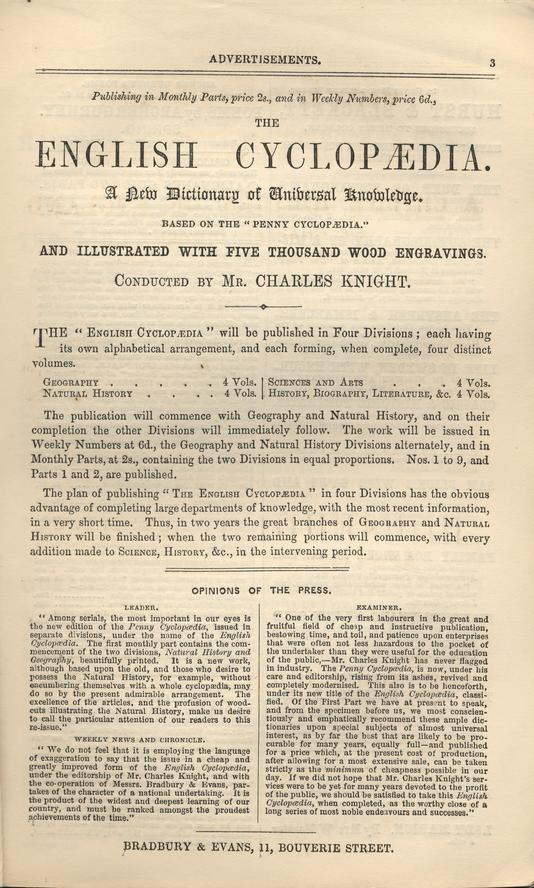 ADVERTISEMENTS. 3
Publishing in Monthly Parts, price 2s., and in Weekly Numbers, price 6d.,
THE
ENGLISH CYCLOPÆDIA.
A New Dictionary of Universal Knowledge.
BASED ON THE "PENNY CYCLOPÆDIA."
AND ILLUSTRATED WITH FIVE THOUSAND WOOD ENGRAVINGS.
CONDUCTED BY MR. CHARLES KNIGHT.
THE "ENGLISH CYCLOPÆDIA" will be published in Four Divisions; each having
its own alphabetical arrangement, and each forming, when complete, four distinct
volumes.
GEOGRAPHY . . . . . 4 Vols. | SCIENCES AND ARTS . . . 4 Vols.
NATURAL HISTORY . . . . 4 Vols. | HISTORY, BIOGRAPHY, LITERATURE, &c. 4 Vols.
The publication will commence with Geography and Natural History, and on their
completion the other Divisions will immediately follow. The work will be issued in
Weekly Numbers at 6d., the Geography and Natural History Divisions alternately, and in
Monthly Parts, at 2s., containing the two Divisions in equal proportions. Nos. 1 to 9, and
Parts 1 and 2, are published.
The plan of publishing "THE ENGLISH CYCLOPÆDIA" in four Divisions has the obvious
advantage of completing large departments of knowledge, with the most recent information,
in a very short time. Thus, in two years the great branches of GEOGRAPHY and NATURAL
HISTORY will be finished; when the two remaining portions will commence, with every
addition made to SCIENCE, HISTORY, &c., in the intervening period.
OPINIONS OF THE PRESS.
LEADER.
"Among serials, the most important in our eyes is
the new edition of the Penny Cyclopædia, issued in
separate divisions, under the name of the English
Cyclopædia. The first monthly part contains the com-
mencement of the two divisions, Natural History and
Geography, beautifully printed. It is a new work,
although based upon the old, and those who desire to
possess the Natural History, for example, without
encumbering themselves with a whole cyclopædia, may
do so by the present admirable arrangement. The
excellence of the articles, and the profusion of wood-
cuts illustrating the Natural History, make us desire
to call the particular attention of our readers to this
re-issue."
WEEKLY NEWS AND CHRONICLE.
"We do not feel that it is employing the language
of exaggeration to say that the issue in a cheap and
greatly improved form of the English Cyclopædia,
under the editorship of Mr. Charles Knight, and with
the co-operation of Messrs. Bradbury & Evans, par-
takes of the character of a national undertaking. It is
the product of the widest and deepest learning of our
country, and must be ranked amongst the proudest
achievements of the time."
EXAMINER.
"One of the very first labourers in the great and
fruitful field of cheap and instructive publication,
bestowing time, and toil, and patience upon enterprises
that were often not less hazardous to the pocket of
the undertaker than they were useful for the education
of the public,—Mr. Charles Knight has never flagged
in industry. The Penny Cyclopædia, is now, under his
care and editorship, rising from its ashes, revived and
completely modernised. This also is to be henceforth,
under its new title of the English Cyclopædia, classi-
fied. Of the First Part we have at present to speak,
and from the specimen before us, we most conscien-
tiously and emphatically recommend these ample dic-
tionaries upon special subjects of almost universal
interest, as by far the best that are likely to be pro-
curable for many years, equally full—and published
for a price which, at the present cost of production,
after allowing for a most extensive sale, can be taken
strictly as the minimum of cheapness possible in our
day. If we did not hope that Mr. Charles Knight's ser-
vices were to be yet for many years devoted to the profit
of the public, we should be satisfied to take this English
Cyclopædia, when completed, as the worthy close of a
long series of most noble endeavours and successes."
BRADBURY & EVANS, 11, BOUVERIE STREET.